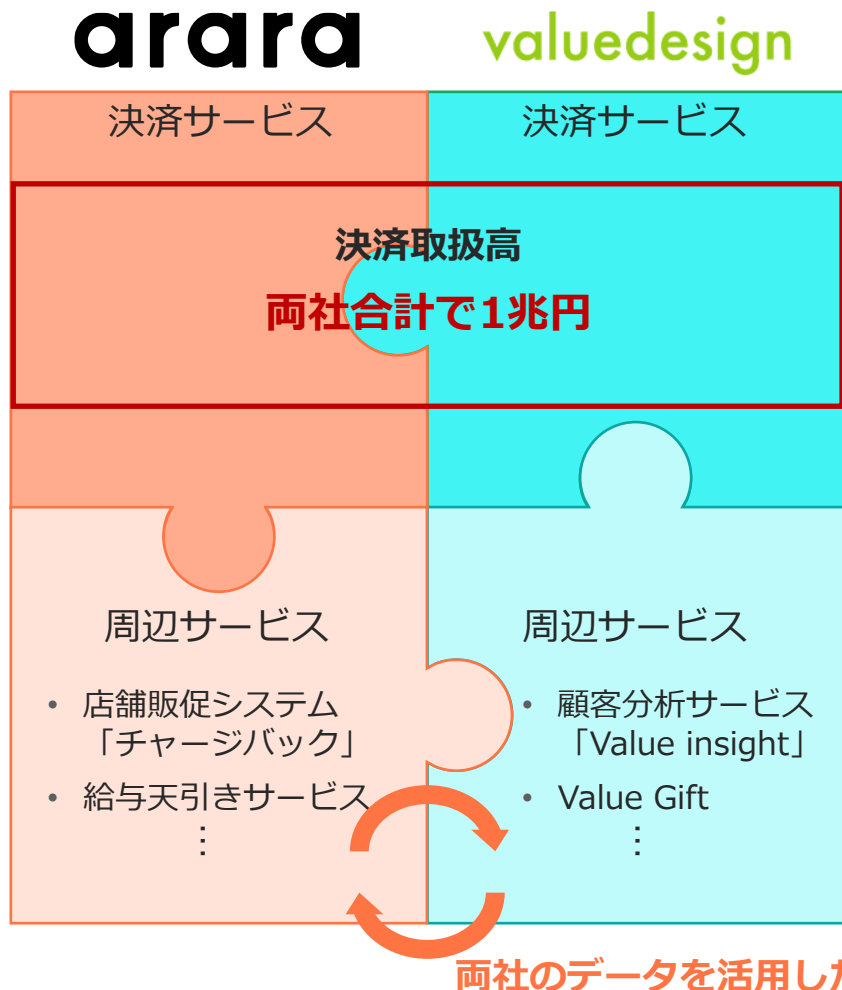 arara
valuedesign
決済サービス
決済サービス
決済取扱高
両社合計で1兆円
周辺サービス
• 店舗販促システム
「チャージバック」
• 給与天引きサービス
⋮
周辺サービス
• 顧客分析サービス
「Value insight」
• Value Gift
⋮
両社のデータを活用した